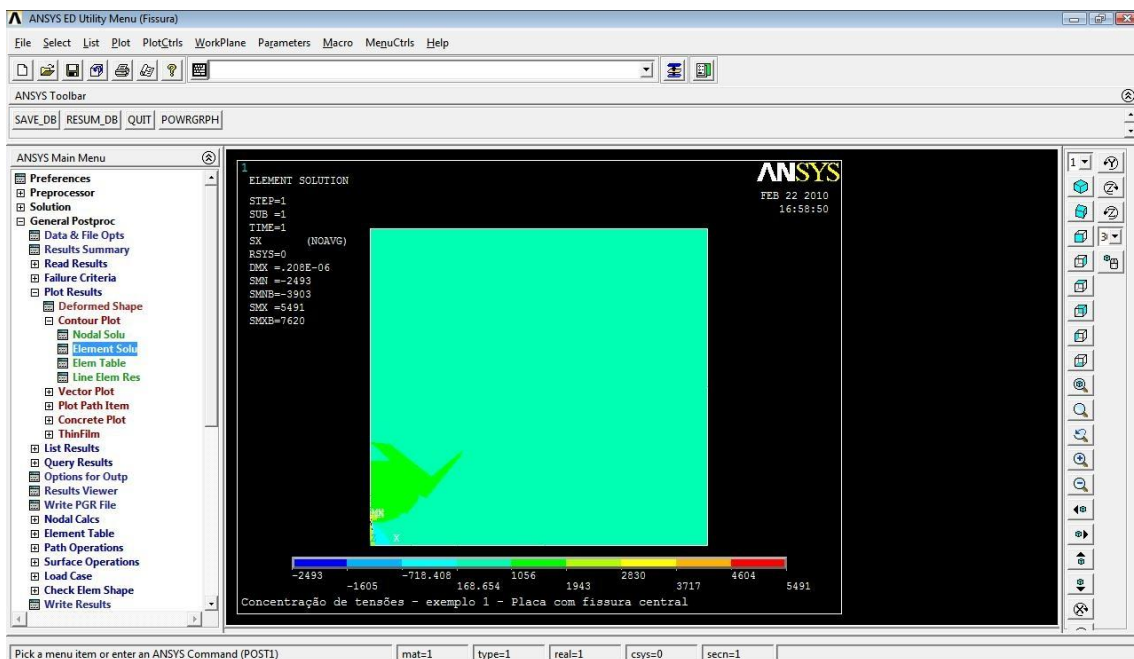 ANSYS ED Utility Menu (Fissura)
File Select List Plot PlotCtrls WorkPlane Parameters Macro MenuCtrls Help
ANSYS Toolbar
SAVE_DB RESUM_DB QUIT POWRGRPH
ANSYS Main Menu
Preferences
Preprocessor
Solution
General Postproc
Data & File Opts
Results Summary
Read Results
Failure Criteria
Plot Results
Deformed Shape
Contour Plot
Nodal Solu
Element Solu
Elem Table
Line Elem Res
Vector Plot
Plot Path Item
Concrete Plot
ThinFilm
List Results
Query Results
Options for Outp
Results Viewer
Write PGR File
Nodal Calcs
Element Table
Path Operations
Surface Operations
Load Case
Check Elem Shape
Write Results
1
ELEMENT SOLUTION
STEP=1
SUB =1
TIME=1
SX (NOAVG)
RSYS=0
DMX =.208E-06
SMN =-2493
SMNB=-3903
SMX =5491
SMXB=7620
ANSYS
FEB 22 2010
16:58:50
X
-2493 -718.408 1056 2830 4604
-1605 168.654 1943 3717 5491
Concentração de tensões - exemplo 1 - Placa com fissura central
1
Pick a menu item or enter an ANSYS Command (POST1) mat=1 type=1 real=1 csys=0 secn=1